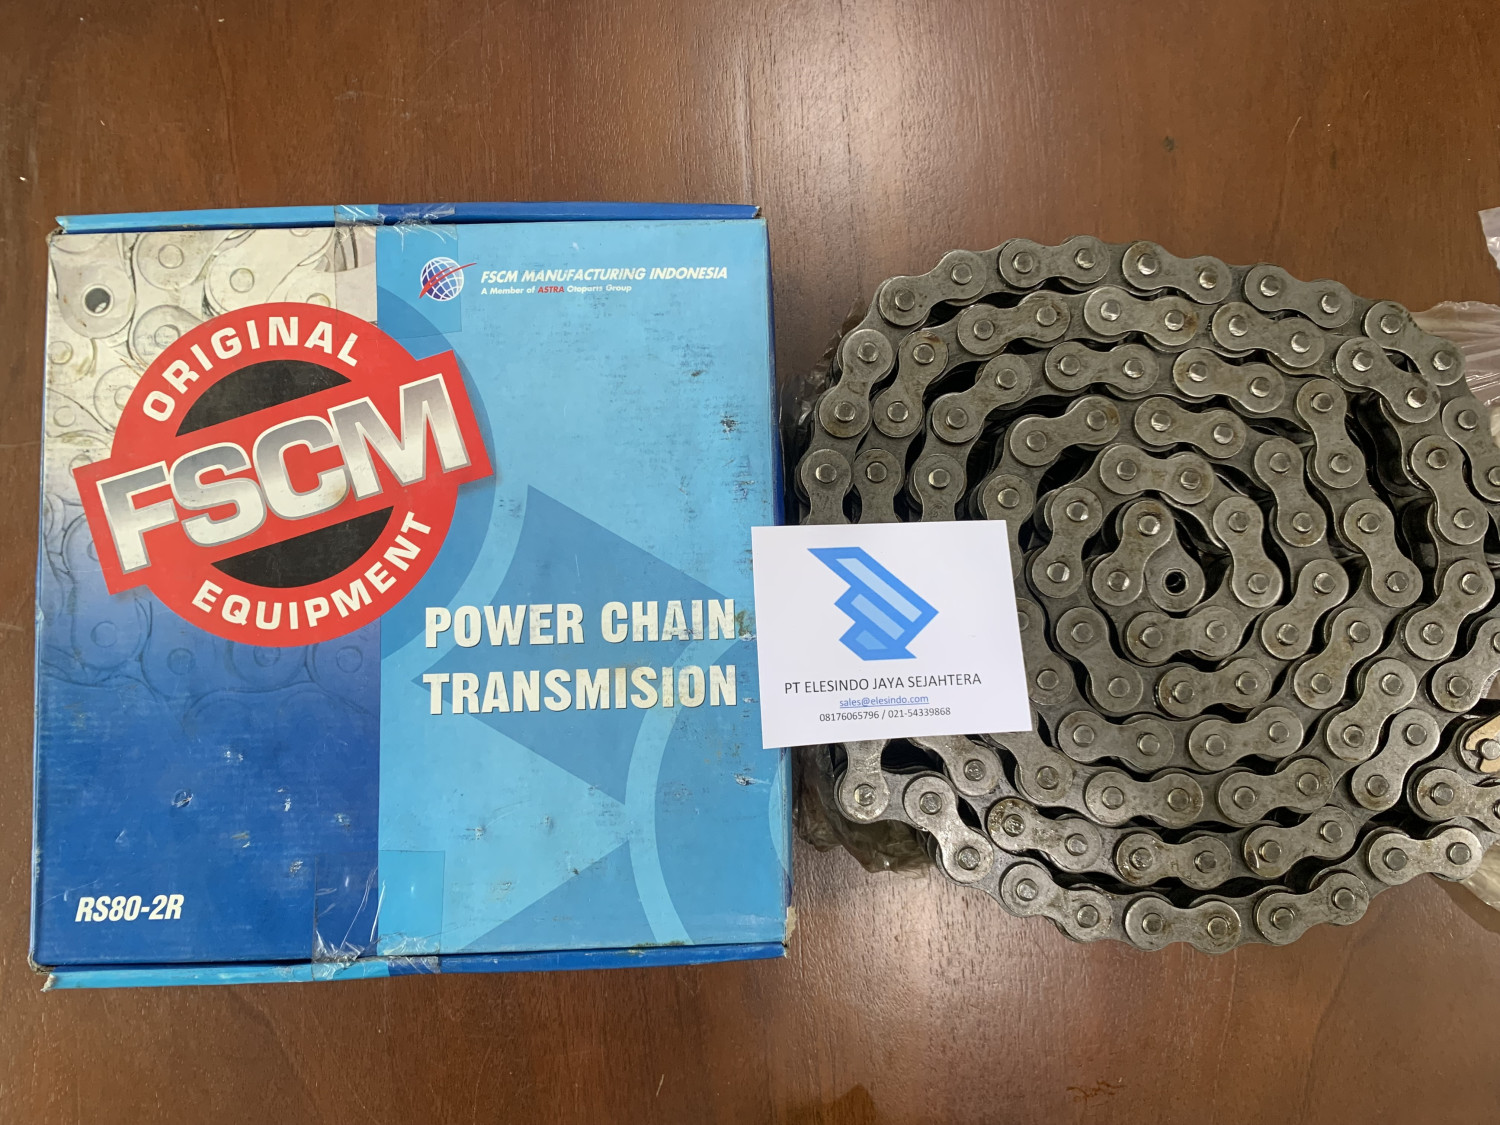 FSCM MANUFACTURING INDONESIA
A Member of ASTRA Otoparts Group
ORIGINAL
FSCM
EQUIPMENT
POWER CHAIN
TRANSMISION
RS80-2R
PT ELESINDO JAYA SEJAHTERA
sales@elesindo.com
08176065796 / 021-54339868